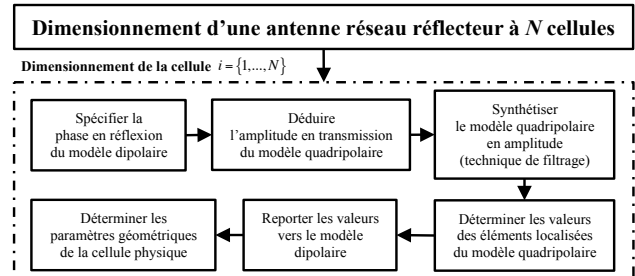 Dimensionnement d'une antenne réseau réflecteur à N cellules
Dimensionnement de la cellule i = {1,...,N}
Spécifier la
phase en réflexion
du modèle dipolaire
Déduire
l'amplitude en transmission
du modèle quadripolaire
Synthétiser
le modèle quadripolaire
en amplitude
(technique de filtrage)
Déterminer les
paramètres géométriques
de la cellule physique
Reporter les valeurs
vers le modèle
dipolaire
Déterminer les valeurs
des éléments localisées
du modèle quadripolaire